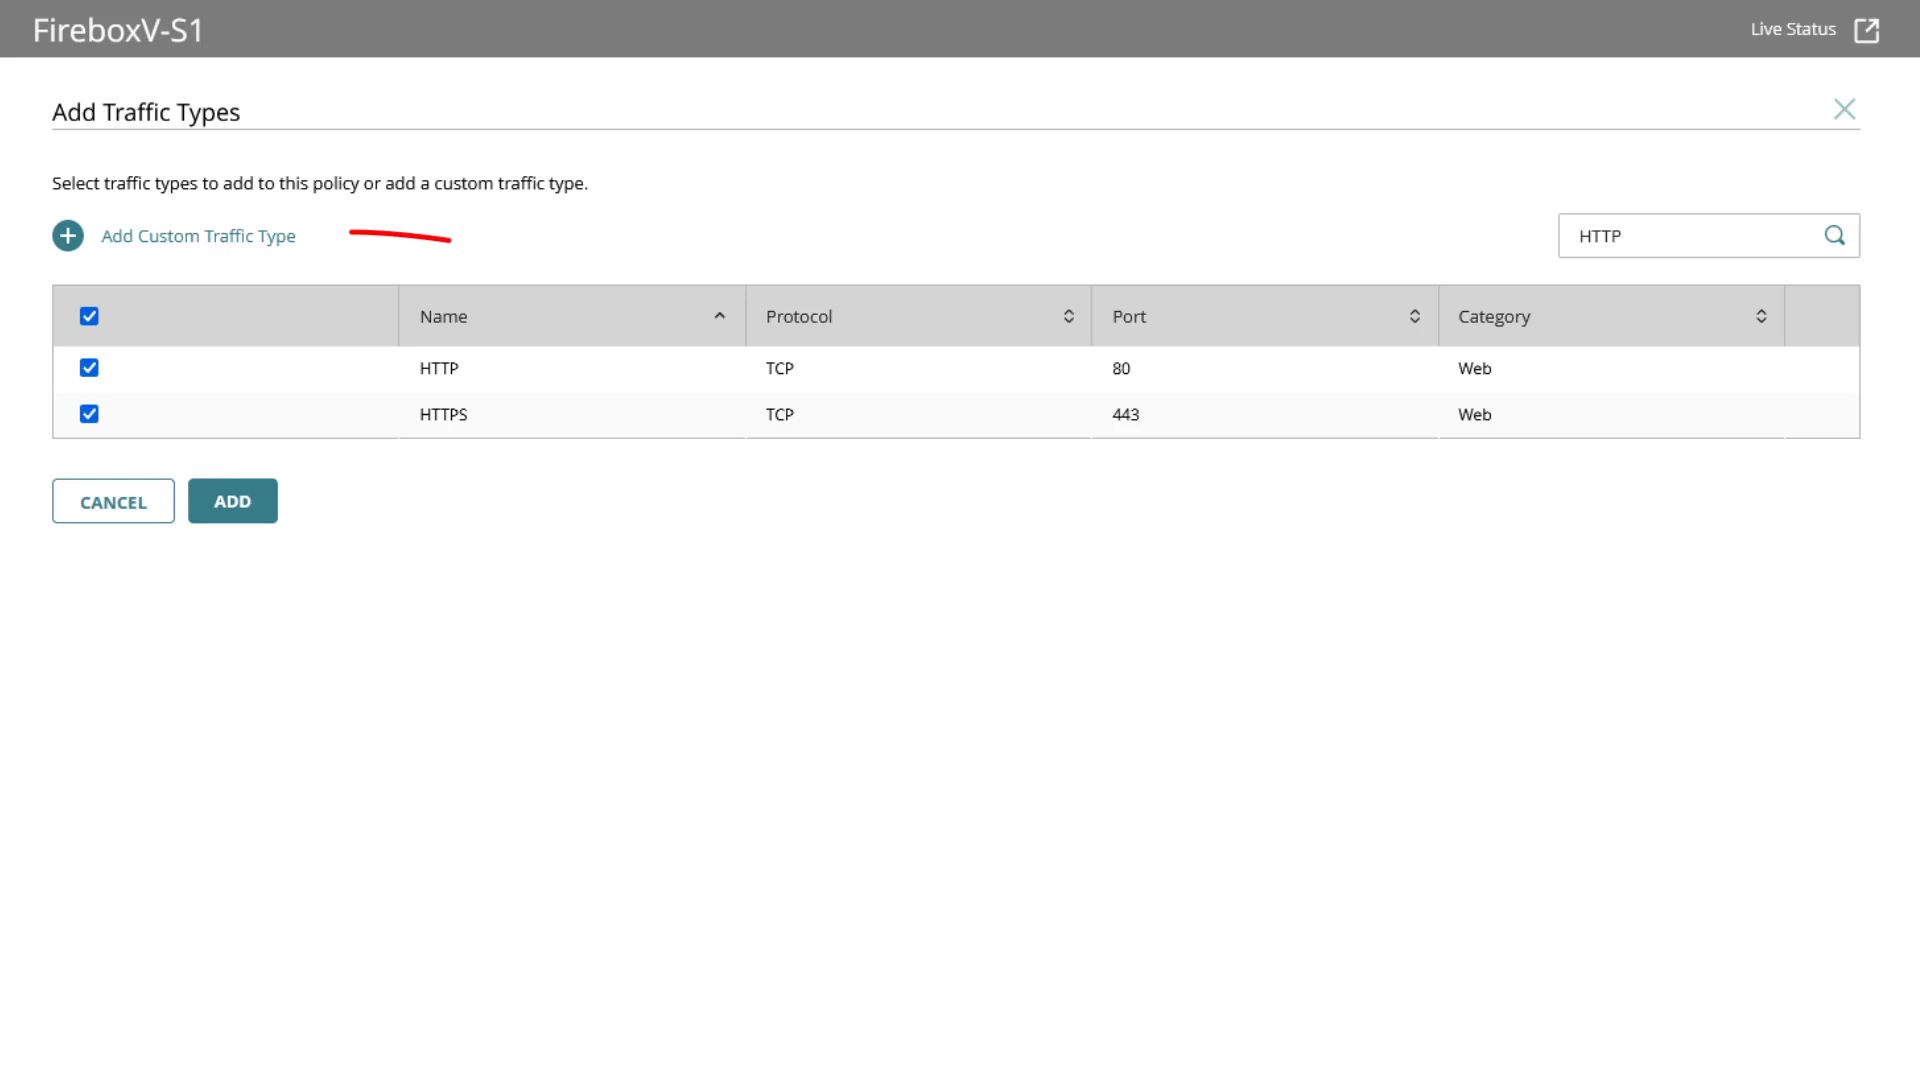 FireboxV-S1
Live Status
Add Traffic Types
Select traffic types to add to this policy or add a custom traffic type.
Add Custom Traffic Type
HTTP
Name Protocol Port Category
HTTP TCP 80 Web
HTTPS TCP 443 Web
CANCEL ADD